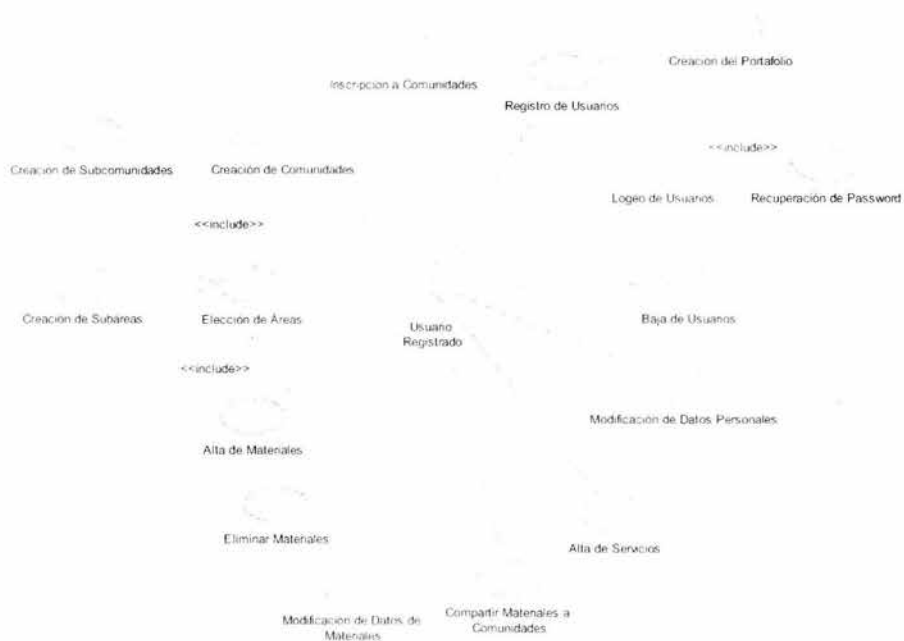 Creación del Portafolio
Inscripción a Comunidades
Registro de Usuarios
<<include>>
Creación de Subcomunidades
Creación de Comunidades
Logeo de Usuarios
Recuperación de Password
<<include>>
Creación de Subáreas
Elección de Áreas
Usuario
Registrado
Baja de Usuarios
<<include>>
Modificación de Datos Personales
Alta de Materiales
Eliminar Materiales
Alta de Servicios
Modificación de Datos de
Materiales
Compartir Materiales a
Comunidades